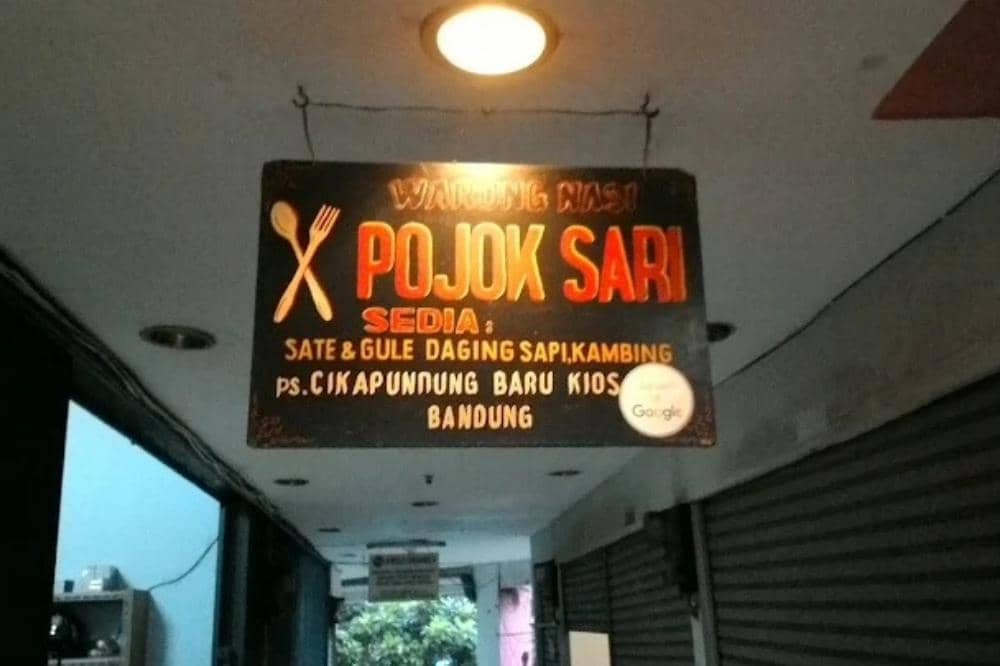 WARUNG NASI
POJOK SARI
SEDIA :
SATE & GULE DAGING SAPI,KAMBING
PS.CIKAPUNDUNG BARU KIOS
BANDUNG
Google